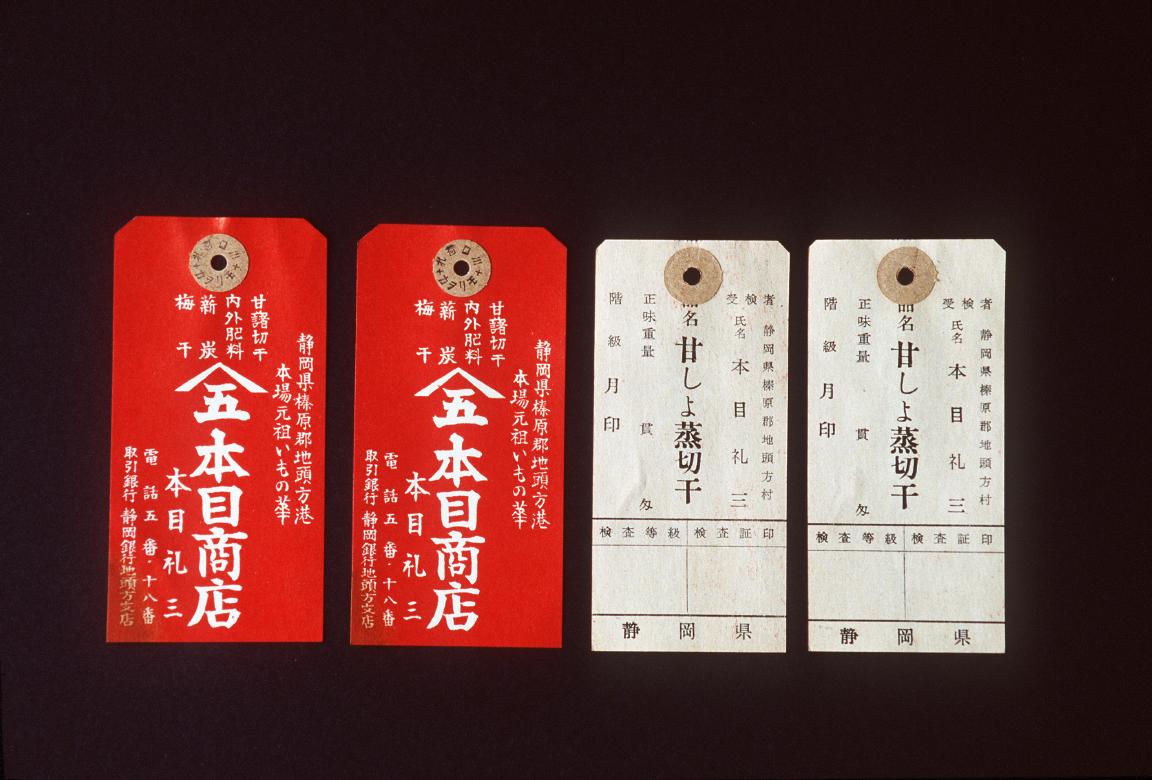 静岡県榛原郡地頭方港
本場元祖いもの華
甘藷切干
内外肥料
薪炭
梅干
五 本目商店
本目礼三
電話五番・十八番
取引銀行 静岡銀行地頭方支店
静岡県榛原郡地頭方港
本場元祖いもの華
甘藷切干
内外肥料
薪炭
梅干
五 本目商店
本目礼三
電話五番・十八番
取引銀行 静岡銀行地頭方支店
受検者
静岡県榛原郡地頭方村
氏名 本目礼三
品名 甘しよ蒸切干
正味重量 貫 匁
階級 月印
検査等級 検査証印
静岡県
受検者
静岡県榛原郡地頭方村
氏名 本目礼三
品名 甘しよ蒸切干
正味重量 貫 匁
階級 月印
検査等級 検査証印
静岡県